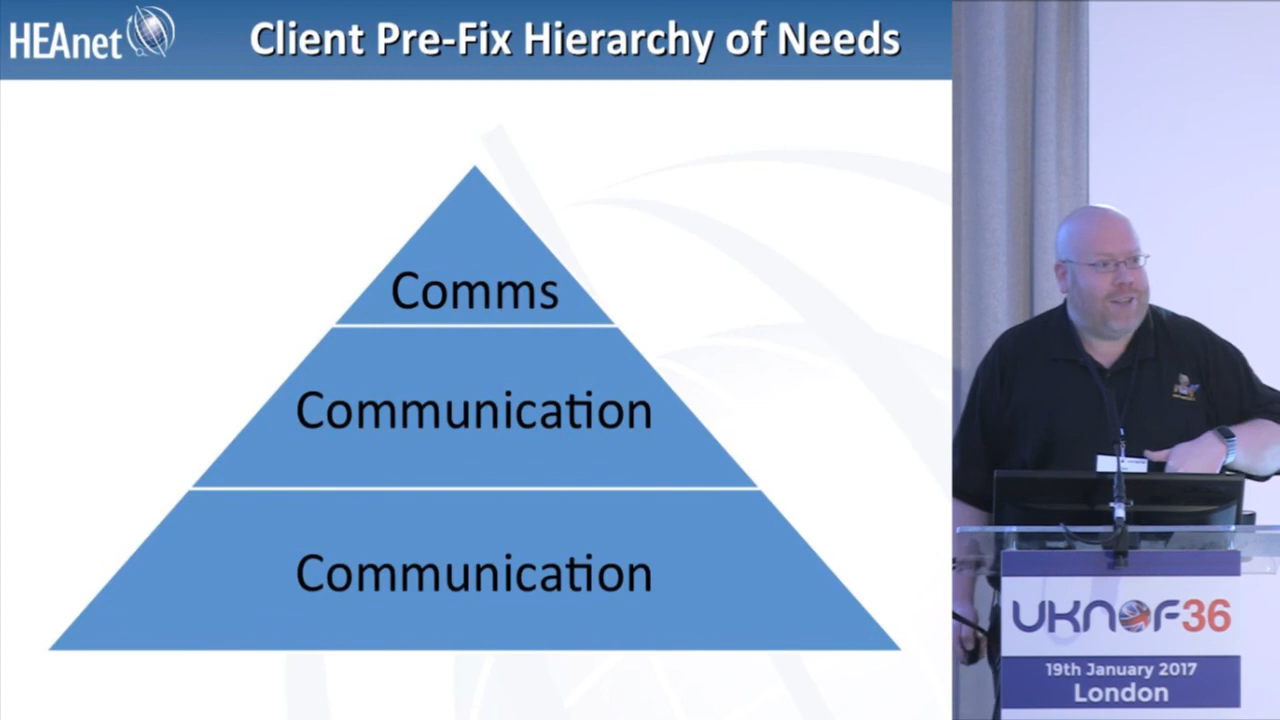 HEAnet
Client Pre-Fix Hierarchy of Needs
Comms
Communication
Communication
UKNOF36
19th January 2017
London